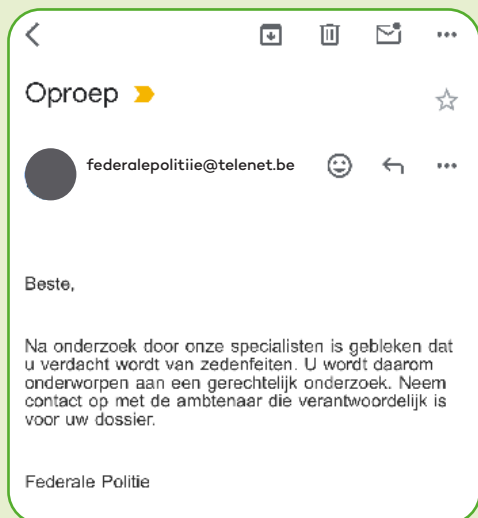 Oproep
federalepolitiie@telenet.be
Beste,
Na onderzoek door onze specialisten is gebleken dat
u verdacht wordt van zedenfeiten. U wordt daarom
onderworpen aan een gerechtelijk onderzoek. Neem
contact op met de ambtenaar die verantwoordelijk is
voor uw dossier.
Federale Politie